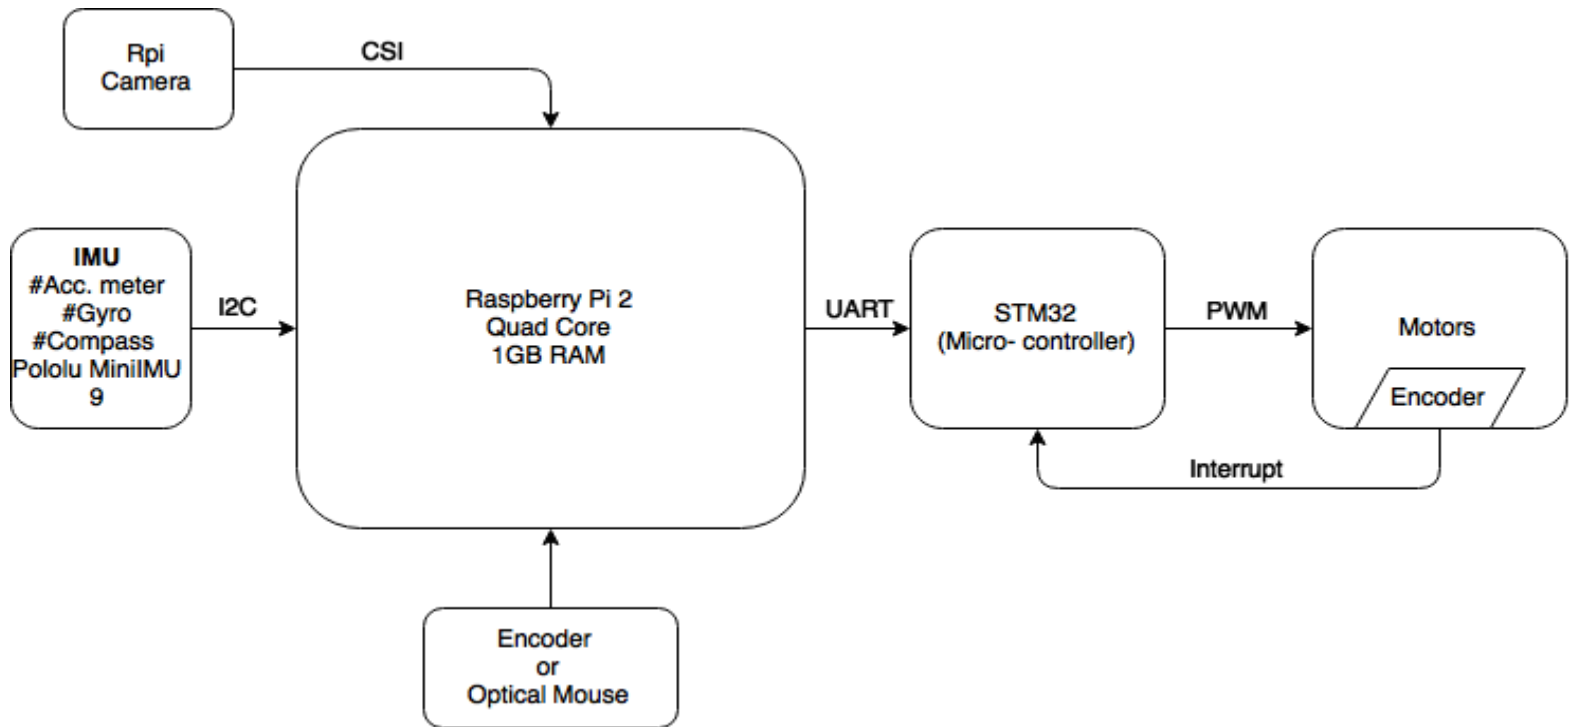 Rpi
Camera
CSI
IMU
#Acc. meter
#Gyro
#Compass
Pololu MiniIMU
9
I2C
Raspberry Pi 2
Quad Core
1GB RAM
UART
STM32
(Micro- controller)
PWM
Motors
Encoder
Interrupt
Encoder
or
Optical Mouse